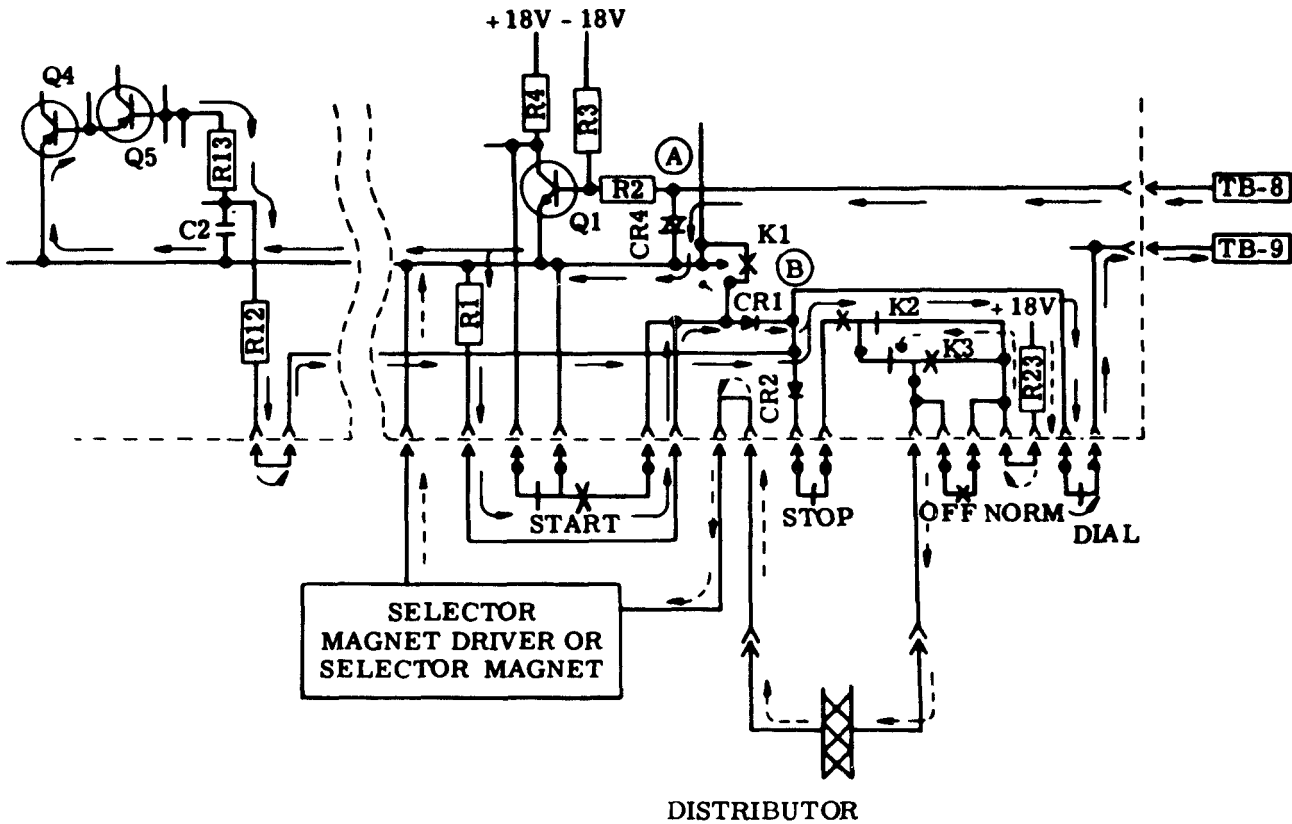 +18V -18V
Q4
Q5
R13
C2
R12
R4
R3
R2
A
Q1
CR4
K1
B
TB-8
TB-9
R1
CR1
K2
+18V
K3
CR2
R23
START
STOP
OFF NORM
DIAL
SELECTOR
MAGNET DRIVER OR
SELECTOR MAGNET
DISTRIBUTOR